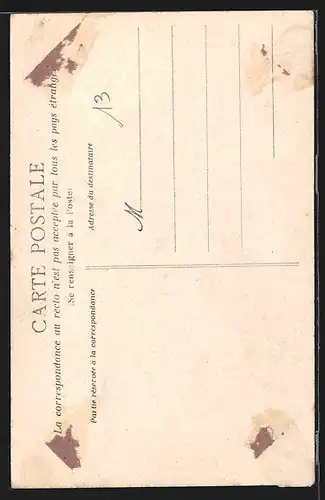 CARTE POSTALE
La correspondance au recto n'est pas acceptée par tous les pays étrangers
(Se renseigner à la Poste)
Partie réservée à la correspondance
Adresse du destinataire
13
M